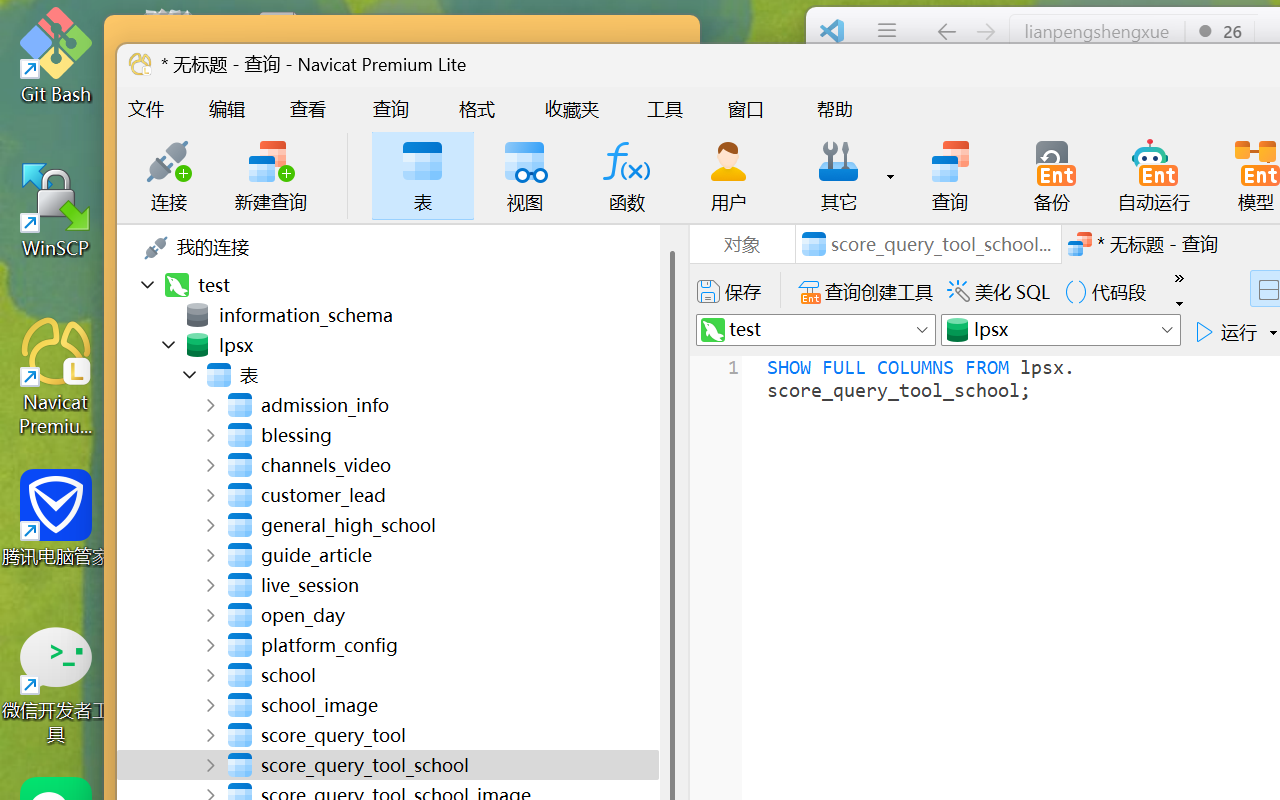 Git Bash
WinSCP
Navicat
Premiu...
腾讯电脑管家
微信开发者工
具
lianpengshengxue
26
* 无标题 - 查询 - Navicat Premium Lite
文件 编辑 查看 查询 格式 收藏夹 工具 窗口 帮助
连接 新建查询 表 视图 函数 用户 其它 查询 备份 自动运行 模型
Ent Ent Ent
我的连接
test
information_schema
lpsx
表
admission_info
blessing
channels_video
customer_lead
general_high_school
guide_article
live_session
open_day
platform_config
school
school_image
score_query_tool
score_query_tool_school
score_query_tool_school_image
对象 score_query_tool_school... * 无标题 - 查询
保存 Ent 查询创建工具 美化 SQL () 代码段 »
test lpsx 运行
1 SHOW FULL COLUMNS FROM lpsx.
score_query_tool_school;